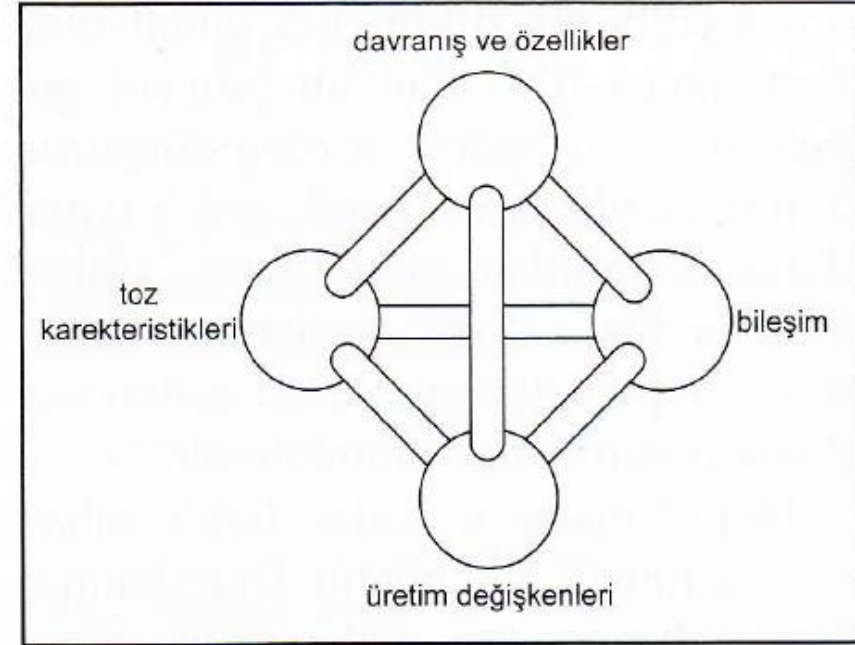 davranış ve özellikler
toz
karekteristikleri
bileşim
üretim değişkenleri